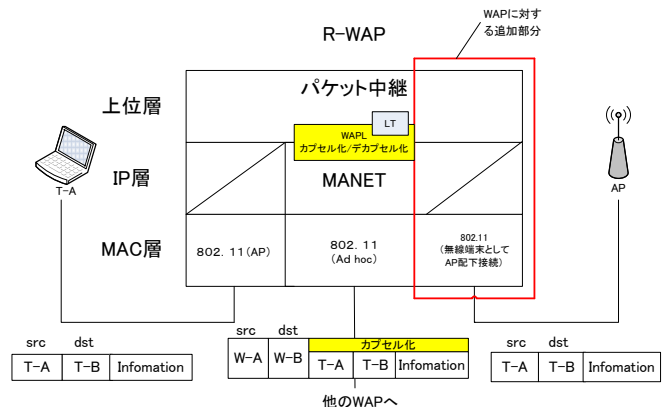 R-WAP
WAPに対す
る追加部分
上位層
パケット中継
LT
WAPL
カプセル化/デカプセル化
IP層
MANET
T-A
AP
MAC層
802. 11(AP)
802. 11
(Ad hoc)
802.11
(無線端末として
AP配下接続)
src dst
T-A T-B Infomation
src dst
カプセル化
W-A W-B T-A T-B Infomation
src dst
T-A T-B Infomation
他のWAPへ